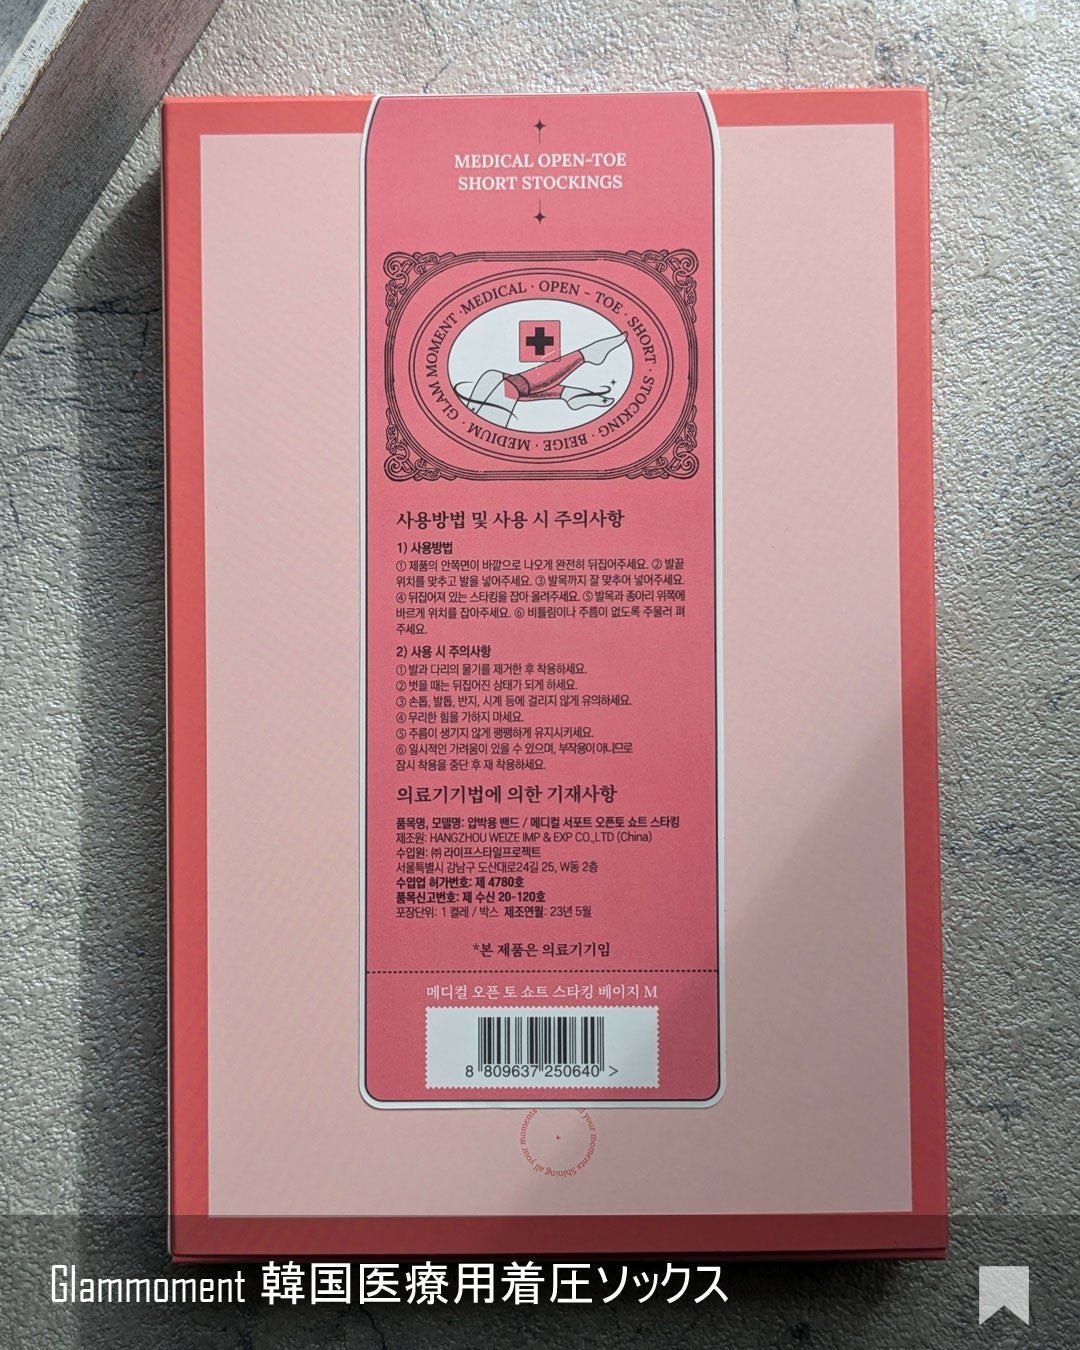 MEDICAL OPEN-TOE
SHORT STOCKINGS
GLAM MOMENT · MEDICAL · OPEN - TOE · SHORT · STOCKING · BEIGE · MEDIUM ·
사용방법 및 사용 시 주의사항
1) 사용방법
① 제품의 안쪽면이 바깥으로 나오게 완전히 뒤집어주세요. ② 발끝
위치를 맞추고 발을 넣어주세요. ③ 발목까지 잘 맞추어 넣어주세요.
④ 뒤집어져 있는 스타킹을 잡아 올려주세요. ⑤ 발목과 종아리 위쪽에
바르게 위치를 잡아주세요. ⑥ 비틀림이나 주름이 없도록 주물러 펴
주세요.
2) 사용 시 주의사항
① 발과 다리의 물기를 제거한 후 착용하세요.
② 벗을 때는 뒤집어진 상태가 되게 하세요.
③ 손톱, 발톱, 반지, 시계 등에 걸리지 않게 유의하세요.
④ 무리한 힘을 가하지 마세요.
⑤ 주름이 생기지 않게 팽팽하게 유지시키세요.
⑥ 일시적인 가려움이 있을 수 있으며, 부작용이 아니므로
잠시 착용을 중단 후 재 착용하세요.
의료기기법에 의한 기재사항
품목명, 모델명: 압박용 밴드 / 메디컬 서포트 오픈토 쇼트 스타킹
제조원: HANGZHOU WEIZE IMP & EXP CO.,LTD (China)
수입원: ㈜ 라이프스타일프로젝트
서울특별시 강남구 도산대로24길 25, W동 2층
수입업 허가번호: 제 4780호
품목신고번호: 제 수신 20-120호
포장단위: 1 켤레 / 박스 제조연월: 23년 5월
*본 제품은 의료기기임
메디컬 오픈 토 쇼트 스타킹 베이지 M
8 809637 250640 >
your moments shining all your moments
Glammoment 韓国医療用着圧ソックス